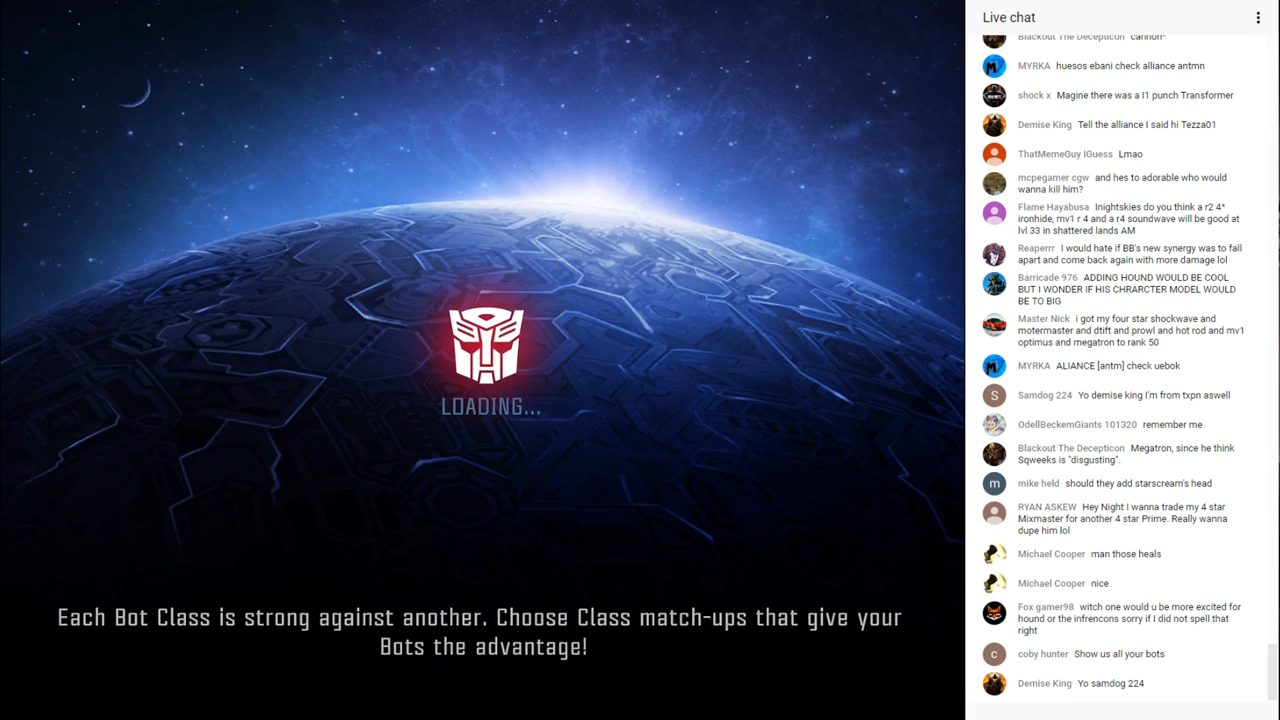 LOADING...
Each Bot Class is strong against another. Choose Class match-ups that give your
Bots the advantage!
Live chat
Blackout The Decepticon cannon*
MYRKA huesos ebani check alliance antmn
shock x Magine there was a I1 punch Transformer
Demise King Tell the alliance I said hi Tezza01
ThatMemeGuy IGuess Lmao
mcpegamer cgw and hes to adorable who would
wanna kill him?
Flame Hayabusa Inightskies do you think a r2 4*
ironhide, mv1 r 4 and a r4 soundwave will be good at
lvl 33 in shattered lands AM
Reaperrr I would hate if BB's new synergy was to fall
apart and come back again with more damage lol
Barricade 976 ADDING HOUND WOULD BE COOL
BUT I WONDER IF HIS CHRARCTER MODEL WOULD
BE TO BIG
Master Nick i got my four star shockwave and
motermaster and dtift and prowl and hot rod and mv1
optimus and megatron to rank 50
MYRKA ALIANCE [antm] check uebok
S
Samdog 224 Yo demise king I'm from txpn aswell
OdellBeckemGiants 101320 remember me
Blackout The Decepticon Megatron, since he think
Sqweeks is "disgusting".
m
mike held should they add starscream's head
RYAN ASKEW Hey Night I wanna trade my 4 star
Mixmaster for another 4 star Prime. Really wanna
dupe him lol
Michael Cooper man those heals
Michael Cooper nice
Fox gamer98 witch one would u be more excited for
hound or the infrencons sorry if I did not spell that
right
c
coby hunter Show us all your bots
Demise King Yo samdog 224